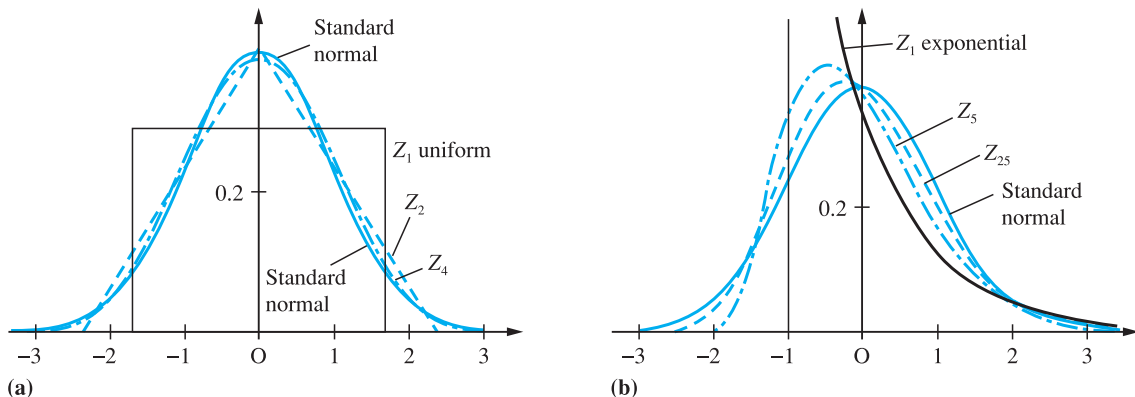 Standard
normal
Z₁ uniform
0.2
Z₂
Z₄
Standard
normal
−3 −2 −1 O 1 2 3
(a)
Z₁ exponential
Z₅
Z₂₅
Standard
normal
0.2
−3 −2 −1 0 1 2 3
(b)